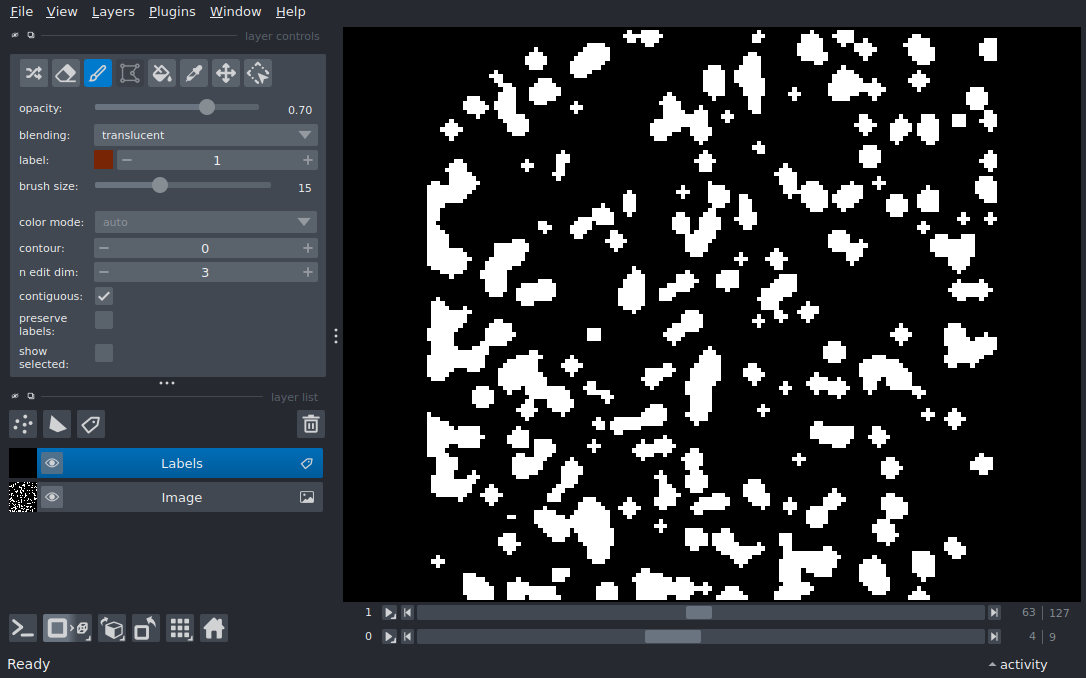 File View Layers Plugins Window Help
layer controls
opacity: 0.70
blending: translucent
label: 1
brush size: 15
color mode: auto
contour: 0
n edit dim: 3
contiguous:
preserve
labels:
show
selected:
layer list
Labels
Image
1 63 127
0 4 9
Ready activity